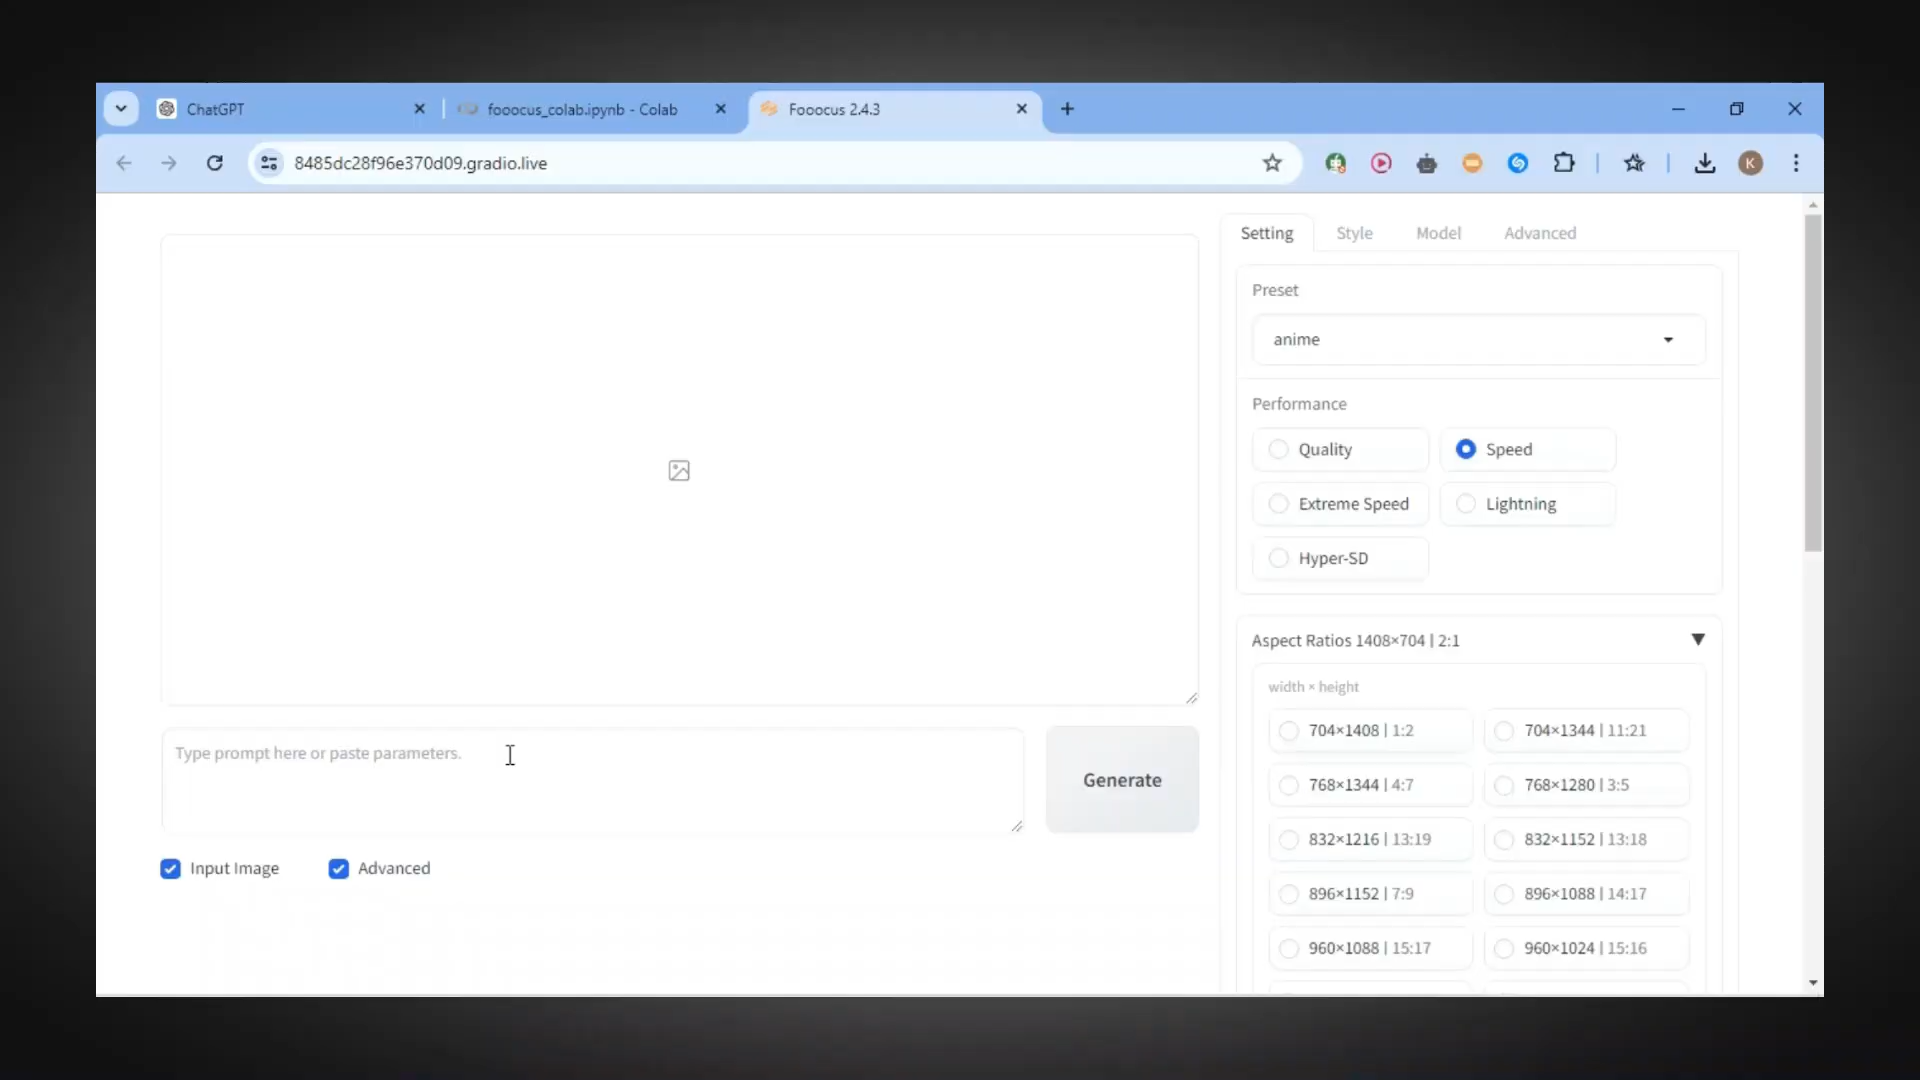 ChatGPT
fooocus_colab.ipynb - Colab
Fooocus 2.4.3
8485dc28f96e370d09.gradio.live
K
Setting
Style
Model
Advanced
Preset
anime
Performance
Quality
Speed
Extreme Speed
Lightning
Hyper-SD
Aspect Ratios 1408×704 | 2:1
width × height
704×1408 | 1:2
704×1344 | 11:21
768×1344 | 4:7
768×1280 | 3:5
832×1216 | 13:19
832×1152 | 13:18
896×1152 | 7:9
896×1088 | 14:17
960×1088 | 15:17
960×1024 | 15:16
Type prompt here or paste parameters.
Generate
Input Image
Advanced